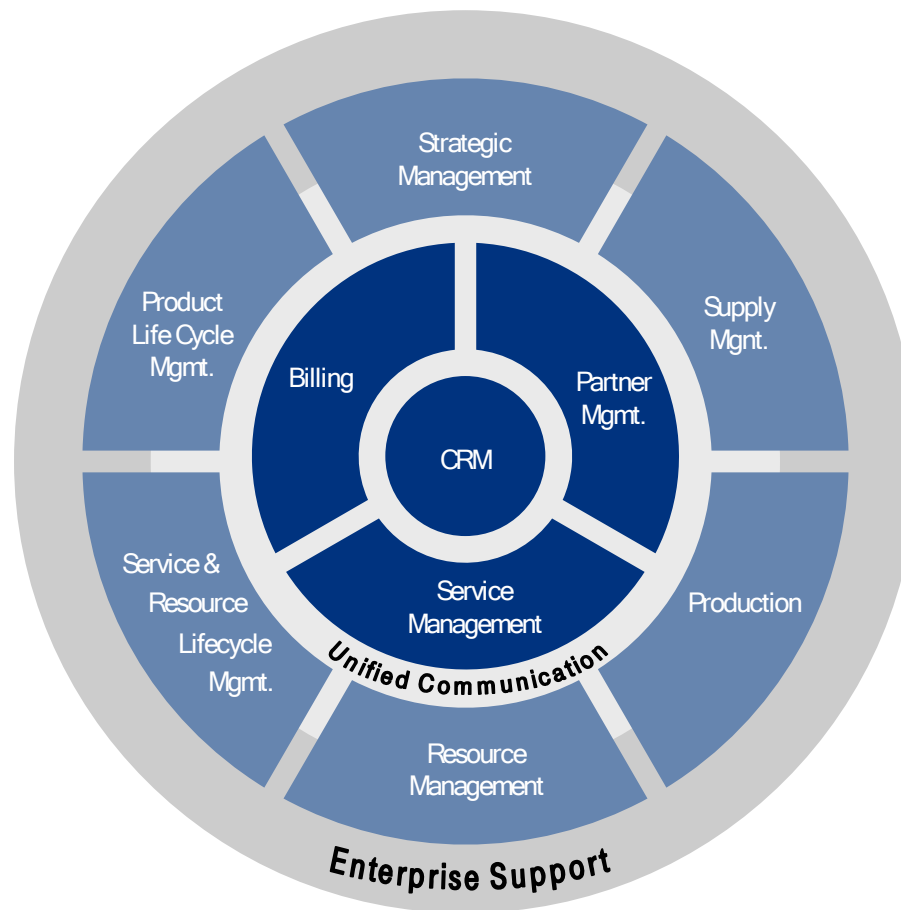 Strategic
Management
Product
Life Cycle
Mgmt.
Supply
Mgnt.
Billing
Partner
Mgmt.
CRM
Service &
Resource
Lifecycle
Mgmt.
Service
Management
Production
Unified Communication
Resource
Management
Enterprise Support